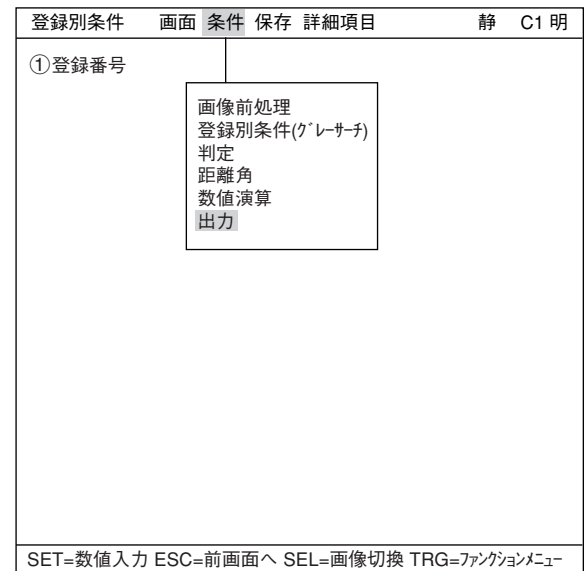 登録別条件 画面 条件 保存 詳細項目 静 C1 明
①登録番号
画像前処理
登録別条件(ｸﾞﾚｰｻｰﾁ)
判定
距離角
数値演算
出力
SET=数値入力 ESC=前画面へ SEL=画像切換 TRG=ﾌｧﾝｸｼｮﾝﾒﾆｭｰ